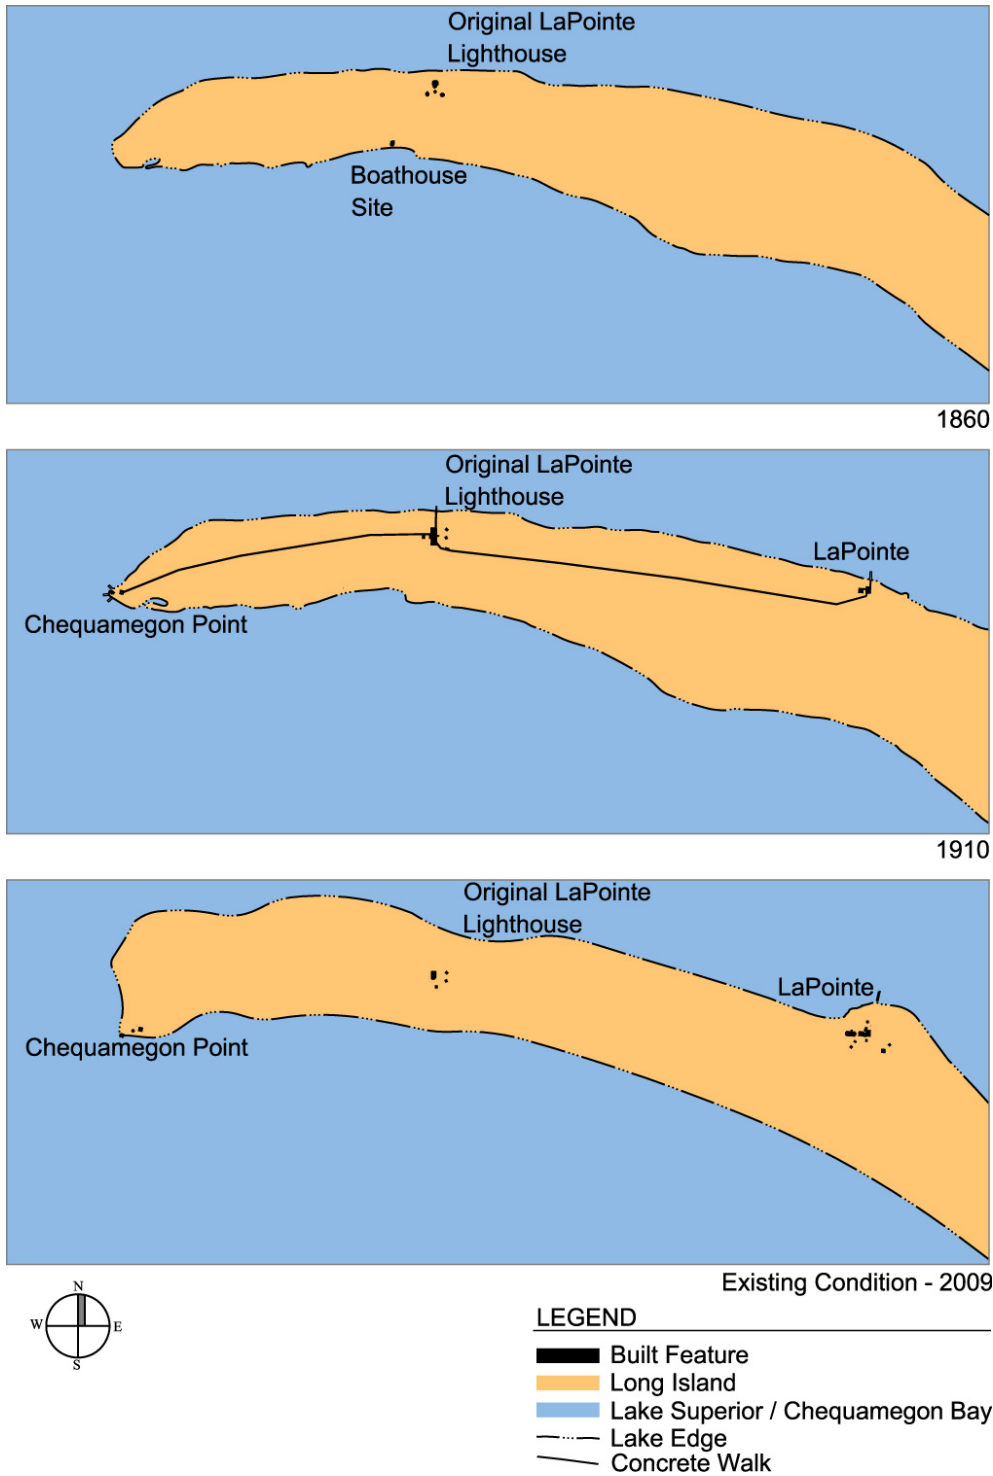 Original LaPointe
Lighthouse
Boathouse
Site
1860
Original LaPointe
Lighthouse
LaPointe
Chequamegon Point
1910
Original LaPointe
Lighthouse
LaPointe
Chequamegon Point
Existing Condition - 2009
N
W E
S
LEGEND
Built Feature
Long Island
Lake Superior / Chequamegon Bay
Lake Edge
Concrete Walk